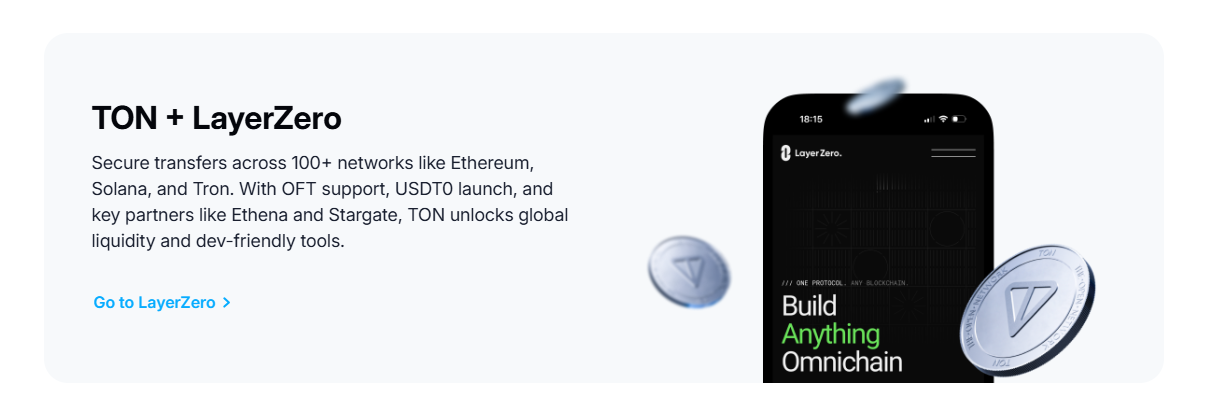 TON + LayerZero
Secure transfers across 100+ networks like Ethereum,
Solana, and Tron. With OFT support, USDT0 launch, and
key partners like Ethena and Stargate, TON unlocks global
liquidity and dev-friendly tools.
Go to LayerZero
18:15
LayerZero.
/// ONE PROTOCOL. ANY BLOCKCHAIN.
Build
Anything
Omnichain
TON
TON